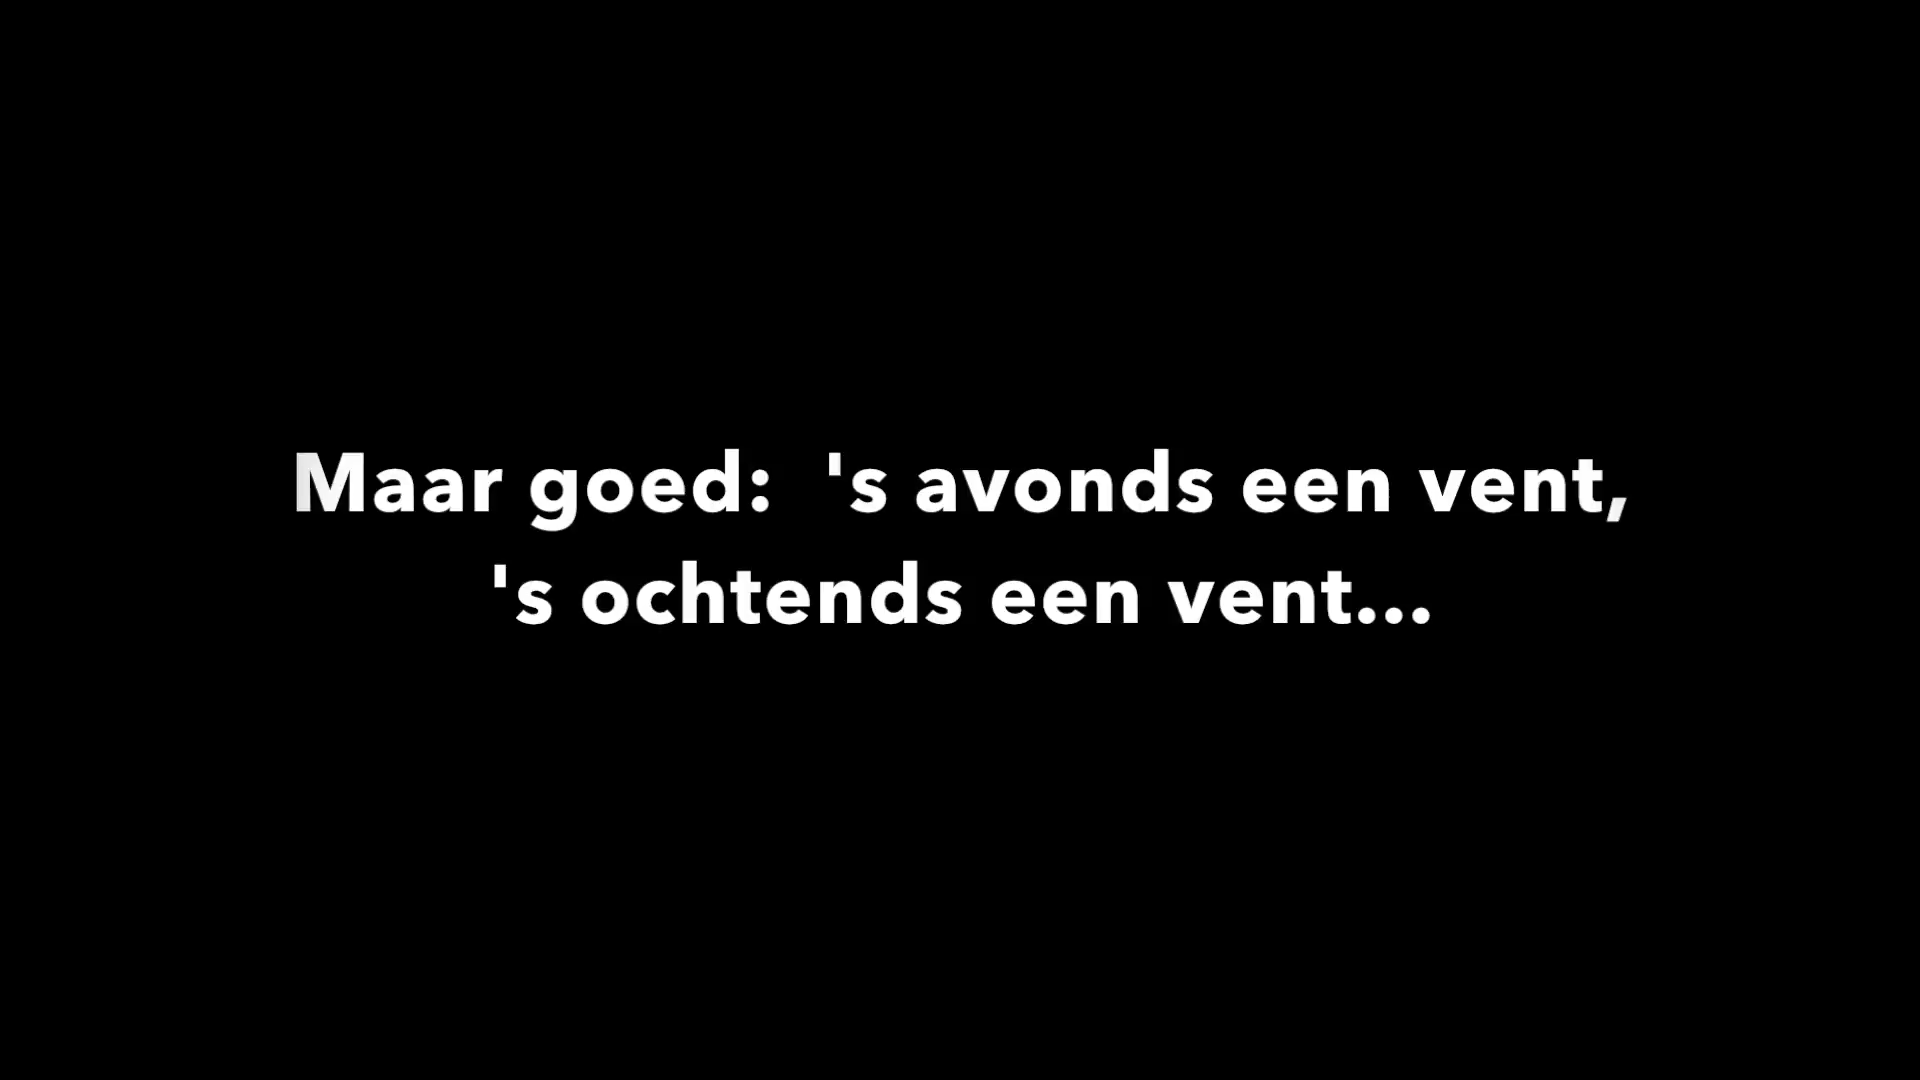 Maar goed:  's avonds een vent,
's ochtends een vent...